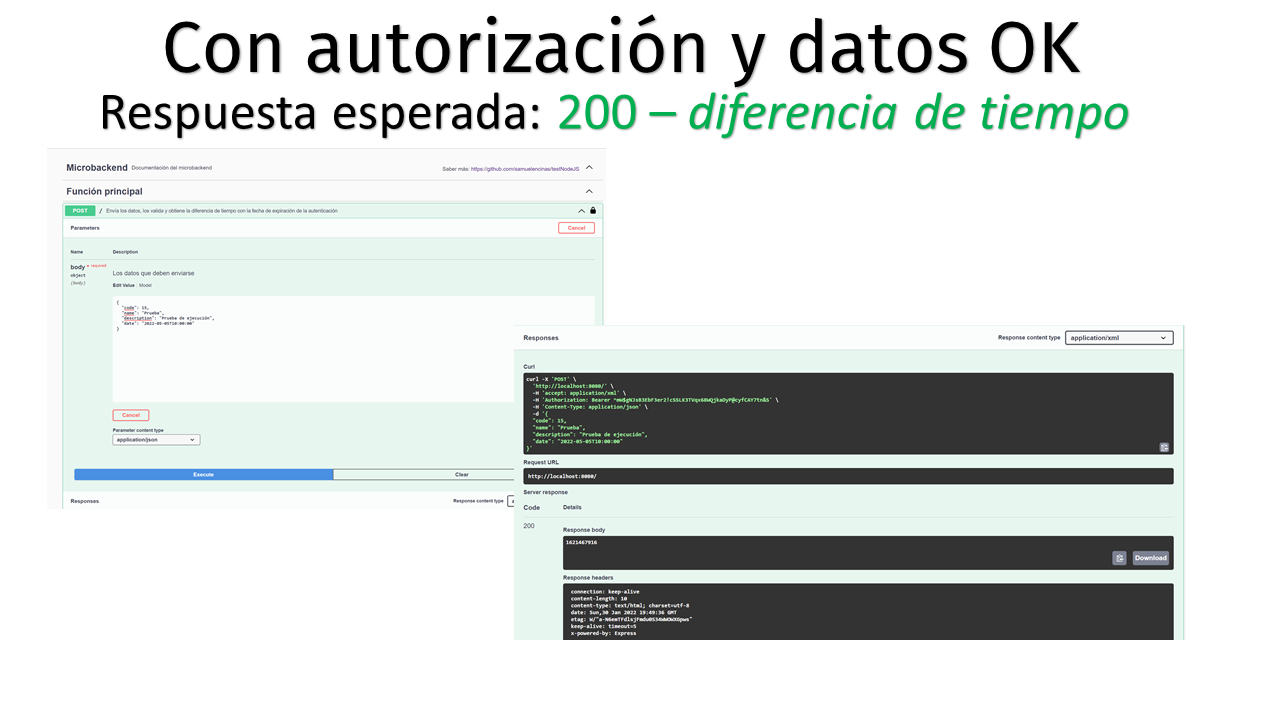 Con autorización y datos OK
Respuesta esperada: 200 – diferencia de tiempo
Microbackend Documentación del microbackend
Saber más: https://github.com/samuelencinas/testNodeJS
Función principal
POST / Envía los datos, los valida y obtiene la diferencia de tiempo con la fecha de expiración de la autenticación
Parameters
Cancel
Name Description
body * required
object
(body)
Los datos que deben enviarse
Edit Value Model
{
"code": 15,
"name": "Prueba",
"description": "Prueba de ejecución",
"date": "2022-05-05T10:00:00"
}
Cancel
Parameter content type
application/json
Execute
Clear
Responses
Response content type
Responses
Response content type application/xml
Curl
curl -X 'POST' \
'http://localhost:8080/' \
-H 'accept: application/xml' \
-H 'Authorization: Bearer \
-H 'Content-Type: application/json' \
-d '{
"code": 15,
"name": "Prueba",
"description": "Prueba de ejecución",
"date": "2022-05-05T10:00:00"
}'
Request URL
http://localhost:8080/
Server response
Code Details
200
Response body
1621467916
Download
Response headers
connection: keep-alive
content-length: 10
content-type: text/html; charset=utf-8
date: Sun,30 Jan 2022 19:49:36 GMT
etag:
keep-alive: timeout=5
x-powered-by: Express